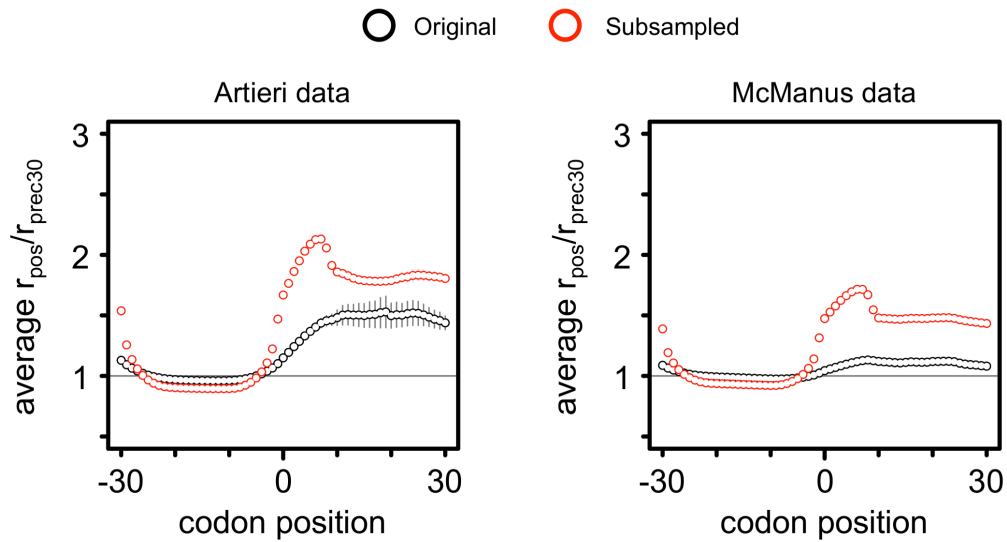 Original Subsampled
Artieri data
McManus data
3
2
1
average rpos/rprec30
-30 0 30
codon position
3
2
1
average rpos/rprec30
-30 0 30
codon position